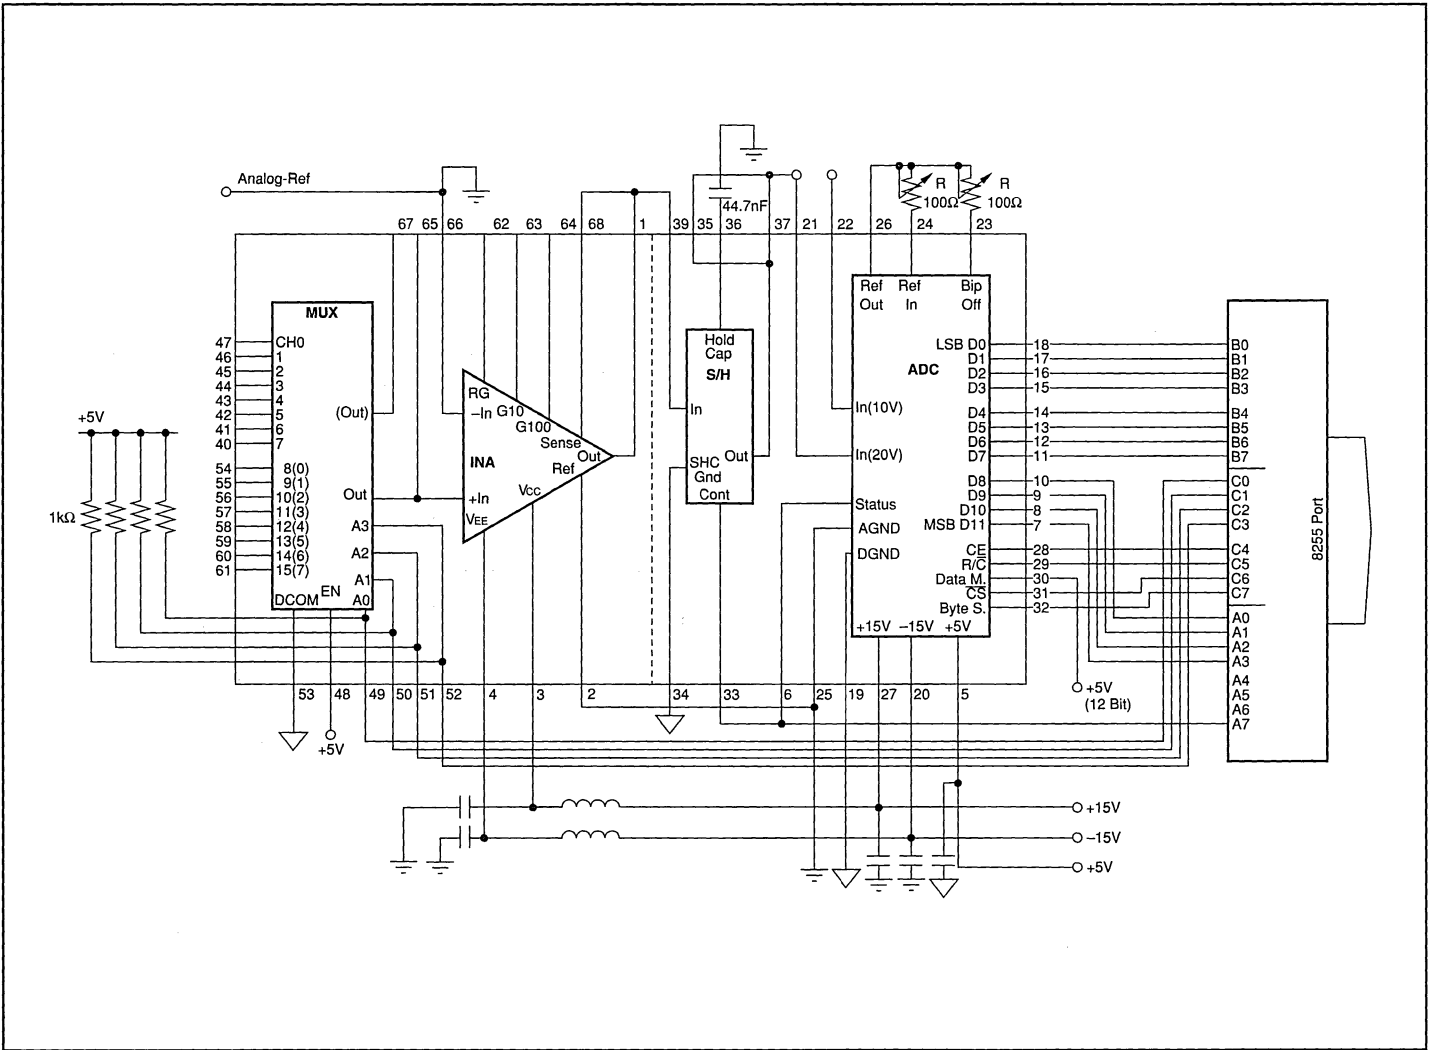 Analog-Ref
44.7nF
R
100Ω
R
100Ω
67 65 66 62 63 64 68 1 39 35 36 37 21 22 26 24 23
MUX
47 CH0
46 1
45 2
44 3
43 4
42 5
41 6
40 7
54 8(0)
55 9(1)
56 10(2)
57 11(3)
58 12(4)
59 13(5)
60 14(6)
61 15(7)
(Out)
Out
A3
A2
A1
A0
EN
DCOM
+5V
1kΩ
RG
–In
G10
G100
Sense
Out
Ref
INA
VCC
+In
VEE
Hold
Cap
S/H
In
Out
SHC
Gnd
Cont
Ref
Out
Ref
In
Bip
Off
ADC
In(10V)
In(20V)
Status
AGND
DGND
LSB D0 18
D1 17
D2 16
D3 15
D4 14
D5 13
D6 12
D7 11
D8 10
D9 9
D10 8
MSB D11 7
CE 28
R/C̅ 29
Data M. 30
C̅S̅ 31
Byte S. 32
+15V –15V +5V
B0
B1
B2
B3
B4
B5
B6
B7
C0
C1
C2
C3
C4
C5
C6
C7
A0
A1
A2
A3
A4
A5
A6
A7
8255 Port
53 48 49 50 51 52 4 3 2 34 33 6 25 19 27 20 5
+5V
(12 Bit)
+5V
+15V
–15V
+5V